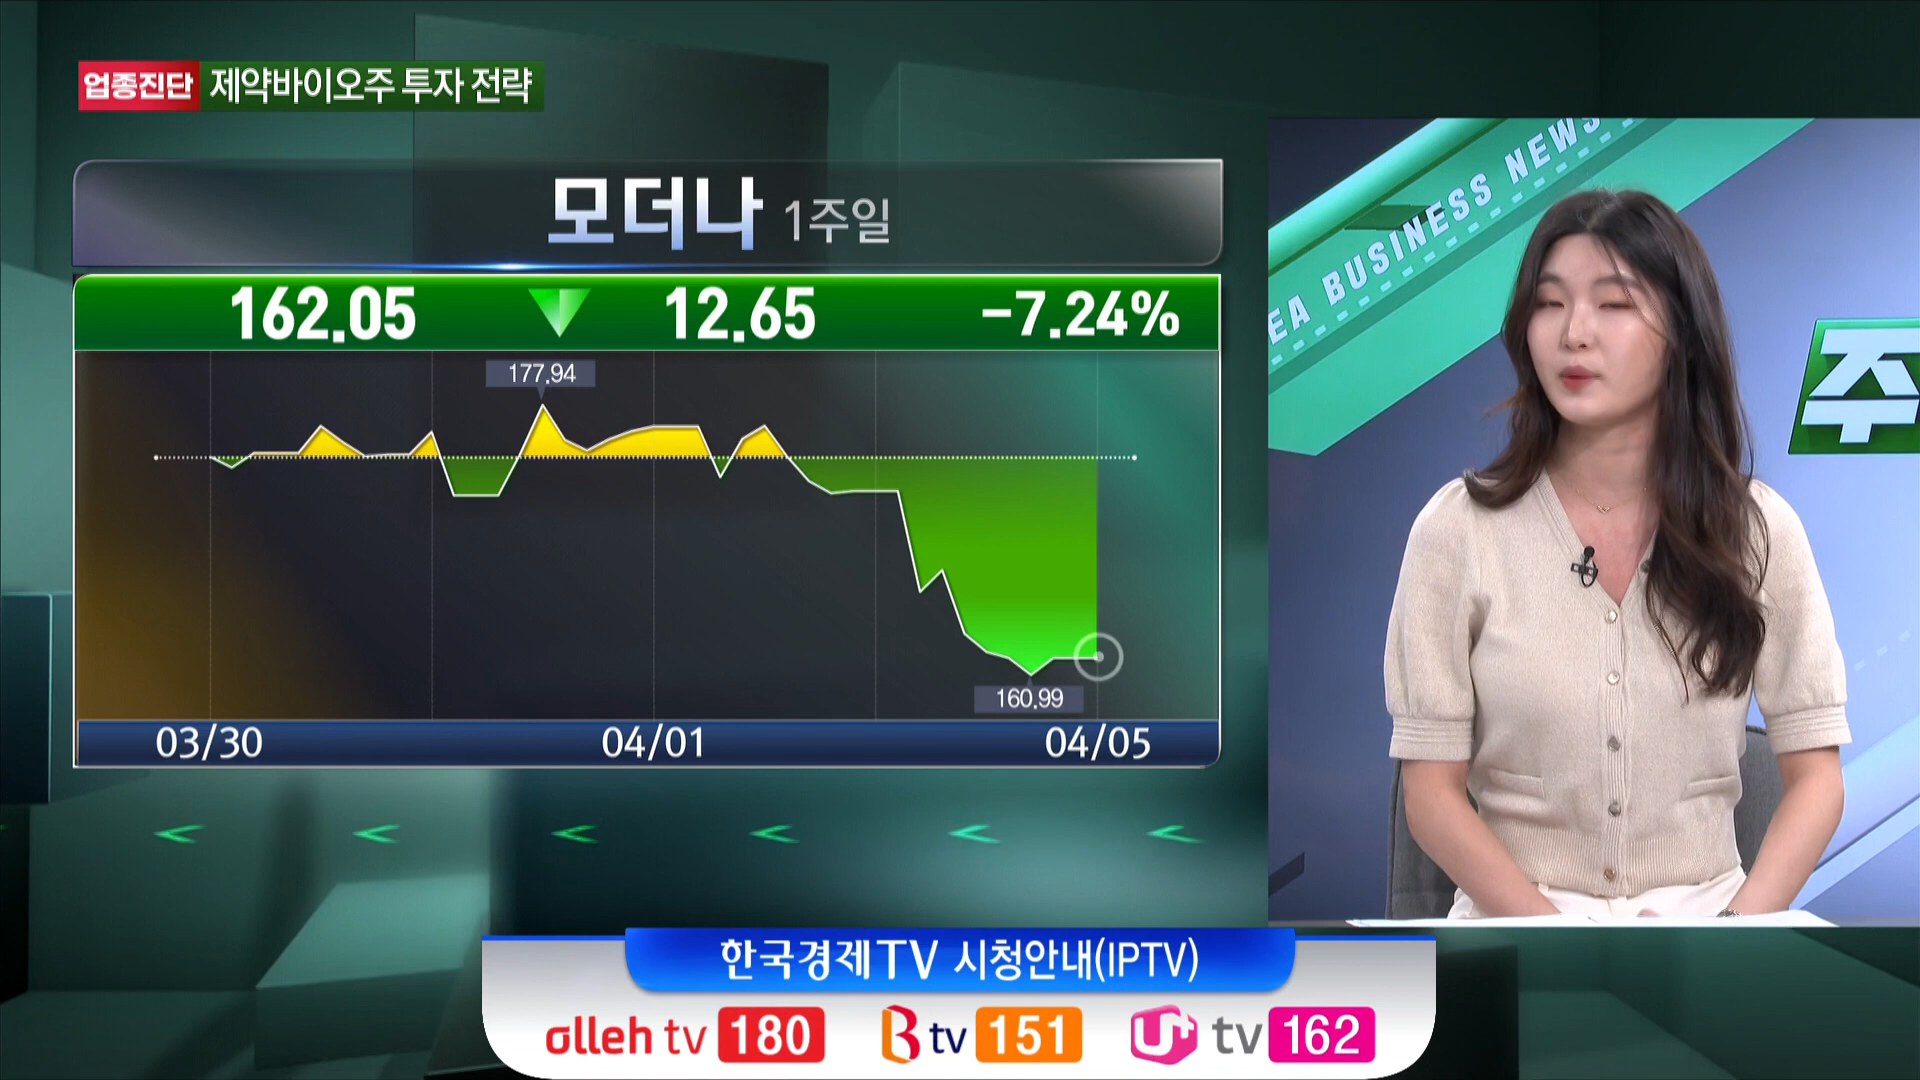 업종진단 제약바이오주 투자 전략
모더나 1주일
162.05 ▼ 12.65 -7.24%
177.94
160.99
03/30 04/01 04/05
EA BUSINESS NEWS
주
한국경제TV 시청안내(IPTV)
olleh tv 180 B tv 151 U+ tv 162